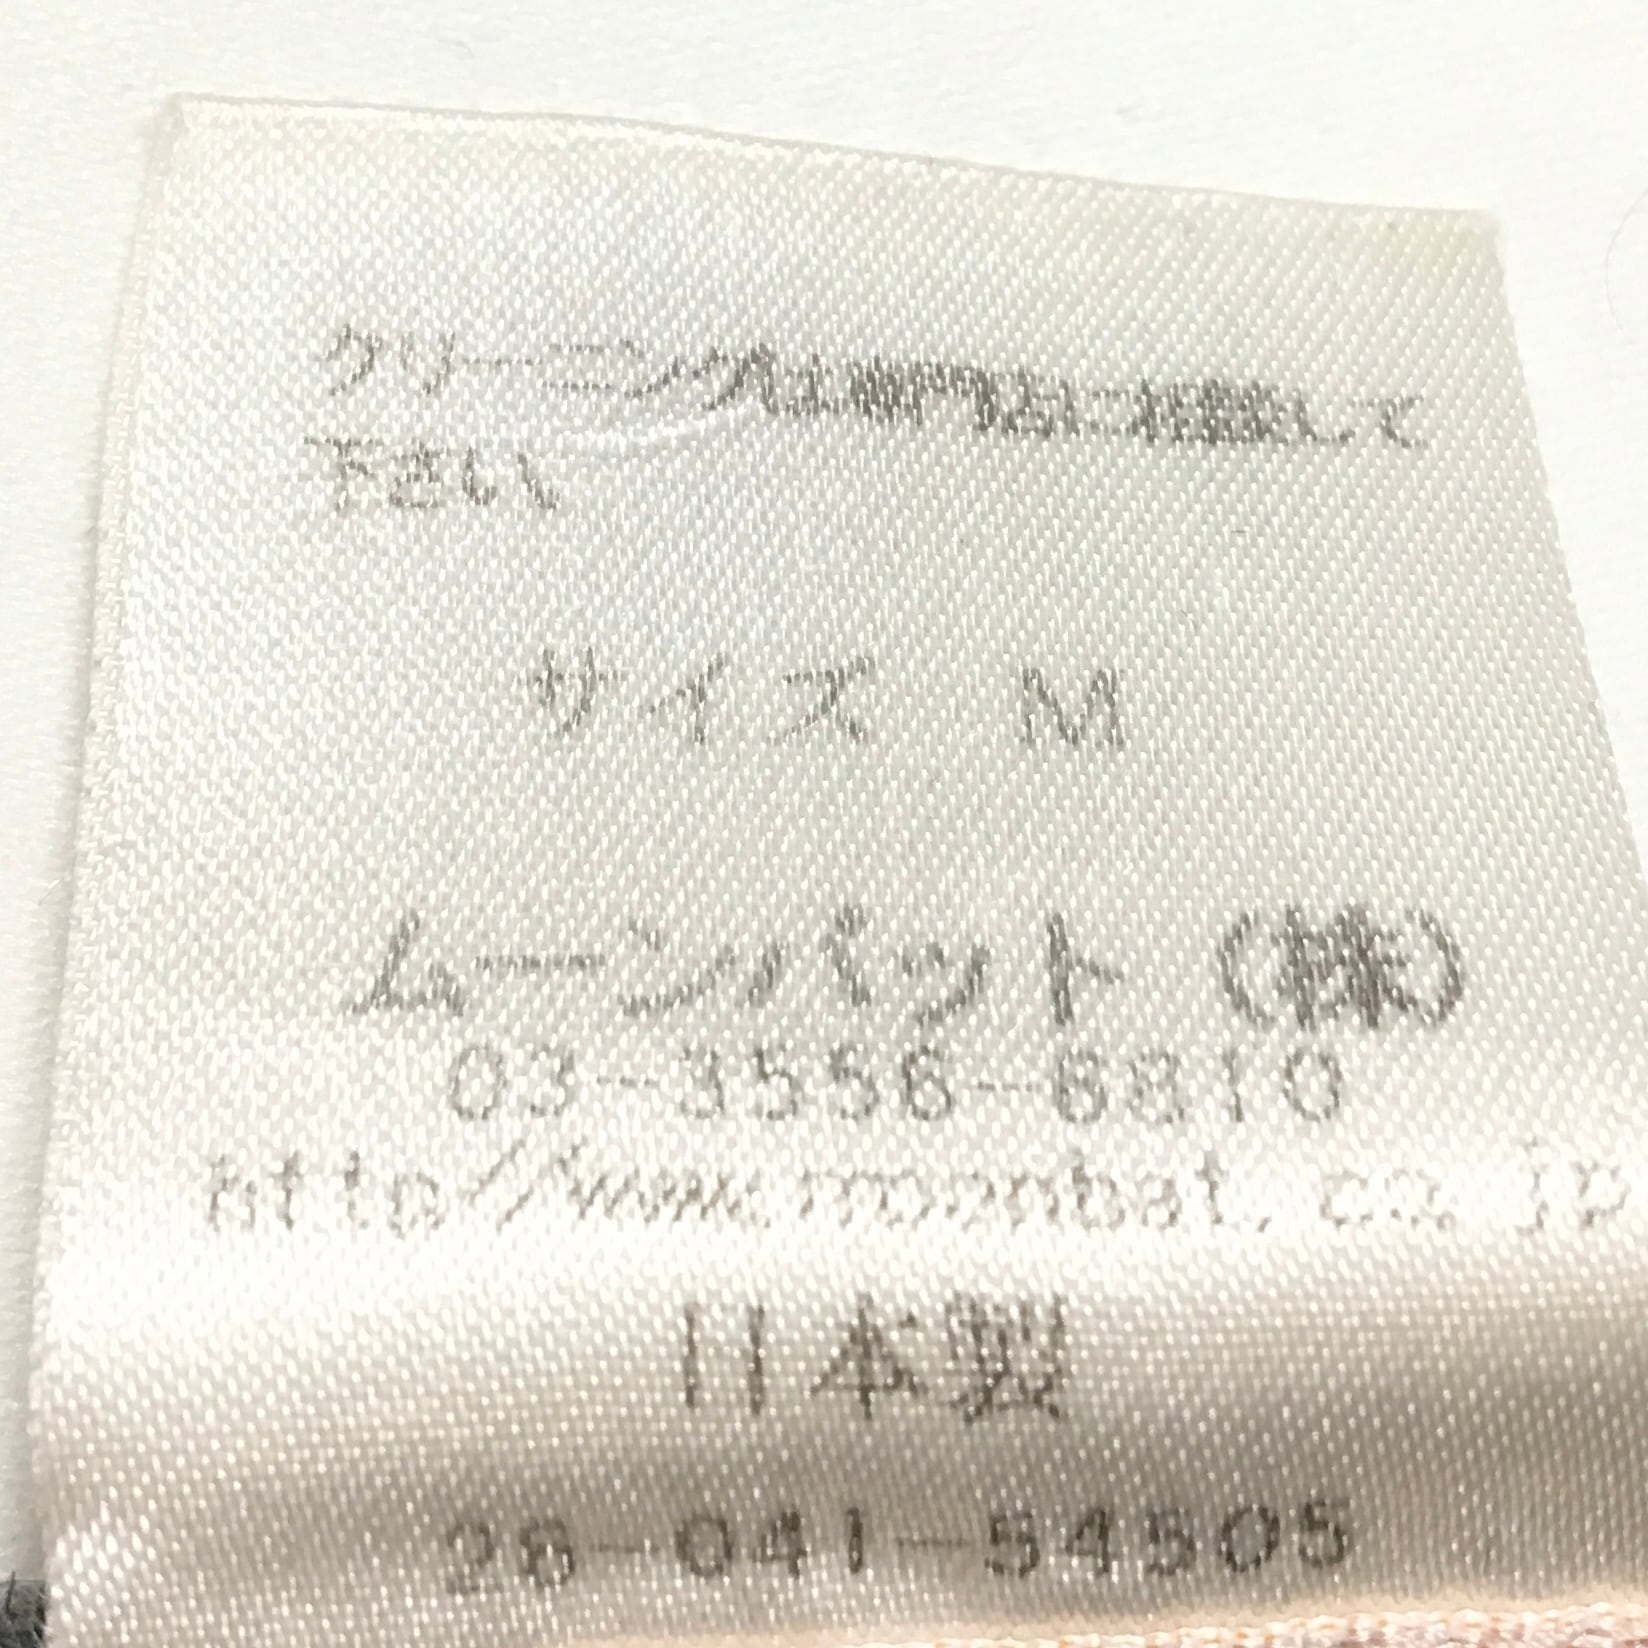 クリーニングは専門店に相談して
下さい
サイズ M
ムーンバット(株)
03-3556-6810
http//www.moonbat.co.jp
日本製
26-041-54505